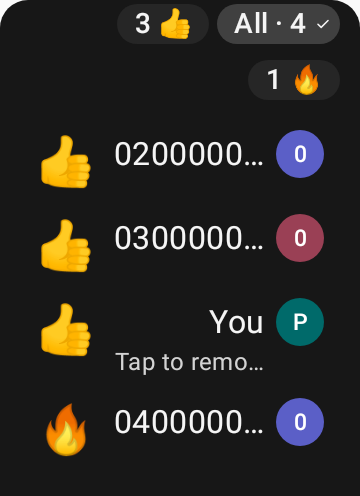 All · 4
3 👍
1 🔥
0 0200000… 👍
0 0300000… 👍
P You 👍
Tap to remo…
0 0400000… 🔥